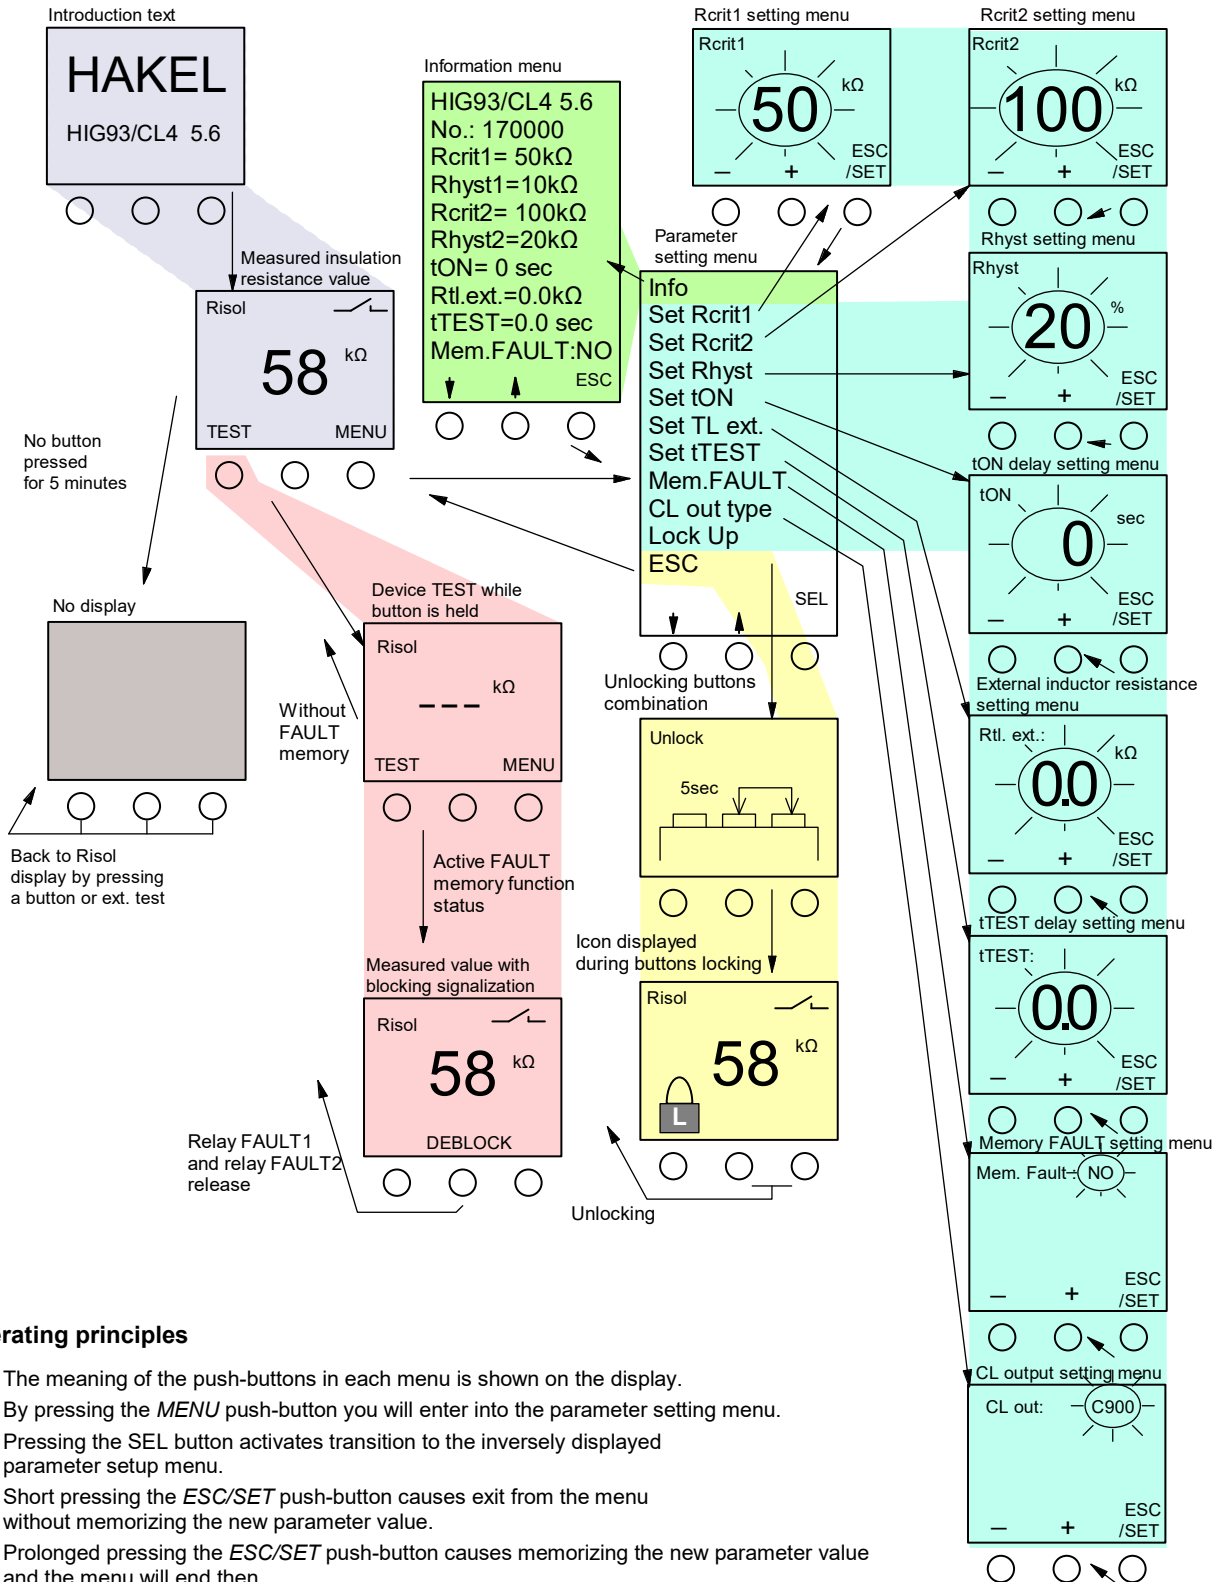 Introduction text
HAKEL
HIG93/CL4 5.6
Measured insulation
resistance value
Risol
58 kΩ
TEST MENU
No button
pressed
for 5 minutes
No display
Back to Risol
display by pressing
a button or ext. test
Information menu
HIG93/CL4 5.6
No.: 170000
Rcrit1= 50kΩ
Rhyst1=10kΩ
Rcrit2= 100kΩ
Rhyst2=20kΩ
tON= 0 sec
Rtl.ext.=0.0kΩ
tTEST=0.0 sec
Mem.FAULT:NO
ESC
Device TEST while
button is held
Risol
kΩ
– – –
TEST MENU
Without
FAULT
memory
Active FAULT
memory function
status
Measured value with
blocking signalization
Risol
58 kΩ
DEBLOCK
Relay FAULT1
and relay FAULT2
release
Parameter
setting menu
Info
Set Rcrit1
Set Rcrit2
Set Rhyst
Set tON
Set TL ext.
Set tTEST
Mem.FAULT
CL out type
Lock Up
ESC
SEL
Unlocking buttons
combination
Unlock
5sec
Icon displayed
during buttons locking
Risol
58 kΩ
L
Unlocking
Rcrit1 setting menu
Rcrit1
50 kΩ
ESC
– + /SET
Rcrit2 setting menu
Rcrit2
100 kΩ
ESC
– + /SET
Rhyst setting menu
Rhyst
20 %
ESC
– + /SET
tON delay setting menu
tON
0 sec
ESC
– + /SET
External inductor resistance
setting menu
Rtl. ext.:
0.0 kΩ
ESC
– + /SET
tTEST delay setting menu
tTEST:
0.0
ESC
– + /SET
Memory FAULT setting menu
Mem. Fault : NO
ESC
– + /SET
CL output setting menu
CL out: C900
ESC
– + /SET
erating principles
The meaning of the push-buttons in each menu is shown on the display.
By pressing the MENU push-button you will enter into the parameter setting menu.
Pressing the SEL button activates transition to the inversely displayed
parameter setup menu.
Short pressing the ESC/SET push-button causes exit from the menu
without memorizing the new parameter value.
Prolonged pressing the ESC/SET push-button causes memorizing the new parameter value
and the menu will end then.